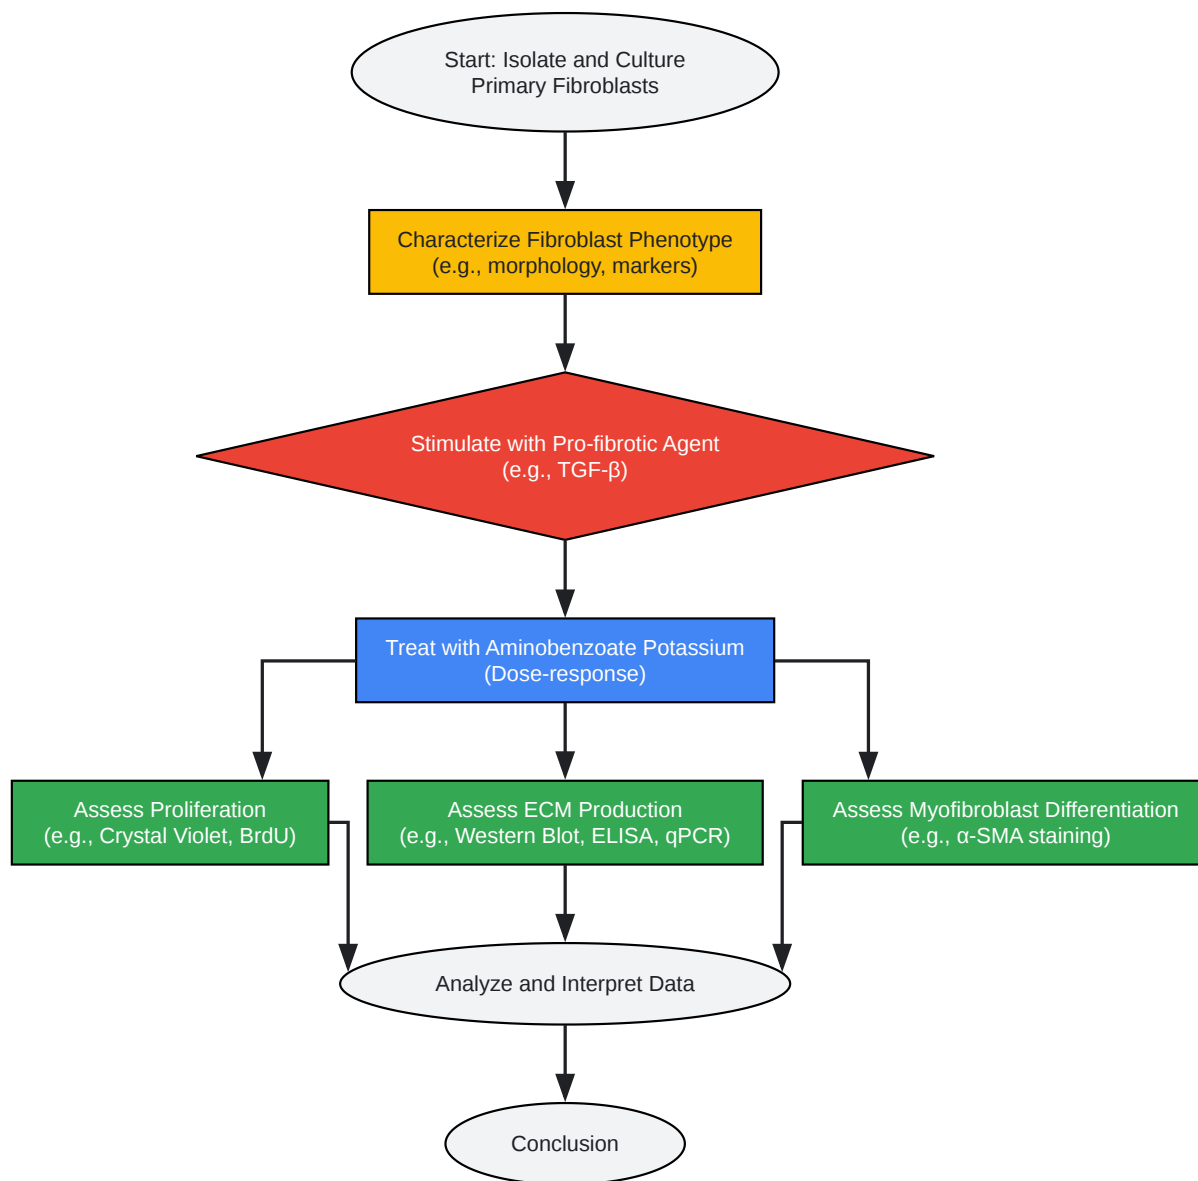 Start: Isolate and Culture
Primary Fibroblasts
Characterize Fibroblast Phenotype
(e.g., morphology, markers)
Stimulate with Pro-fibrotic Agent
(e.g., TGF-β)
Treat with Aminobenzoate Potassium
(Dose-response)
Assess Proliferation
(e.g., Crystal Violet, BrdU)
Assess ECM Production
(e.g., Western Blot, ELISA, qPCR)
Assess Myofibroblast Differentiation
(e.g., α-SMA staining)
Analyze and Interpret Data
Conclusion